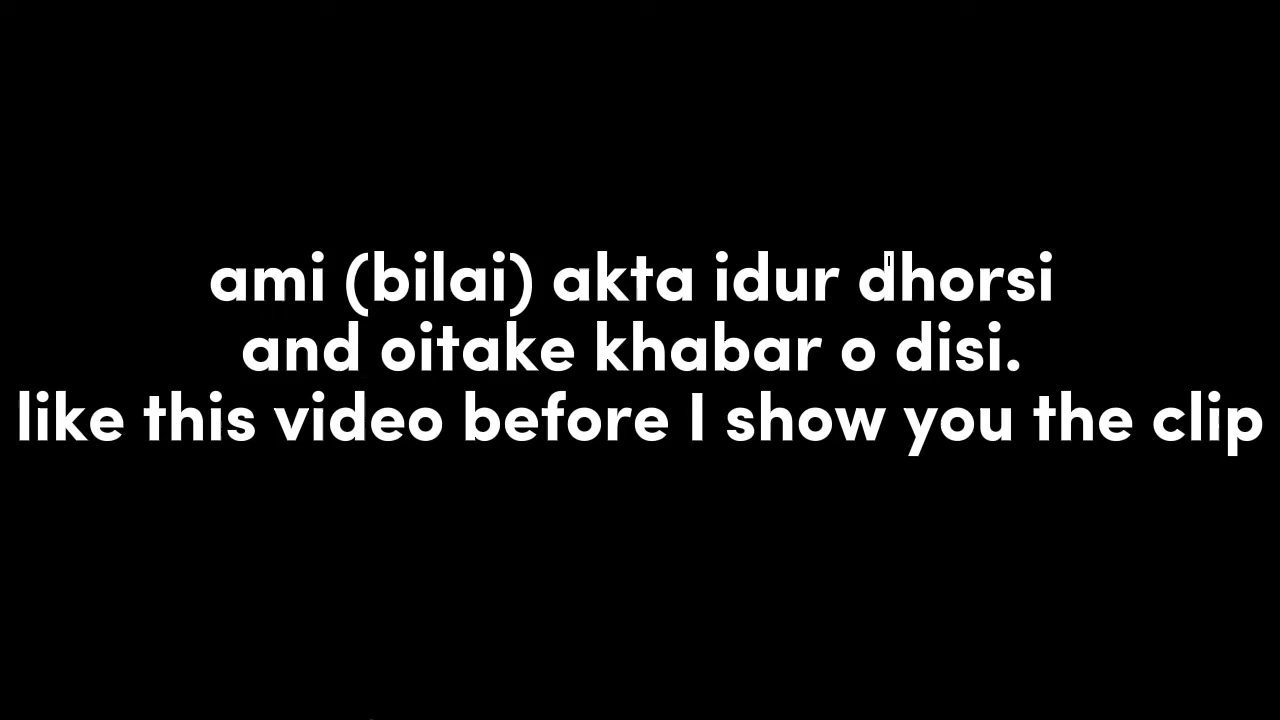 ami (bilai) akta idur dhorsi
and oitake khabar o disi.
like this video before I show you the clip